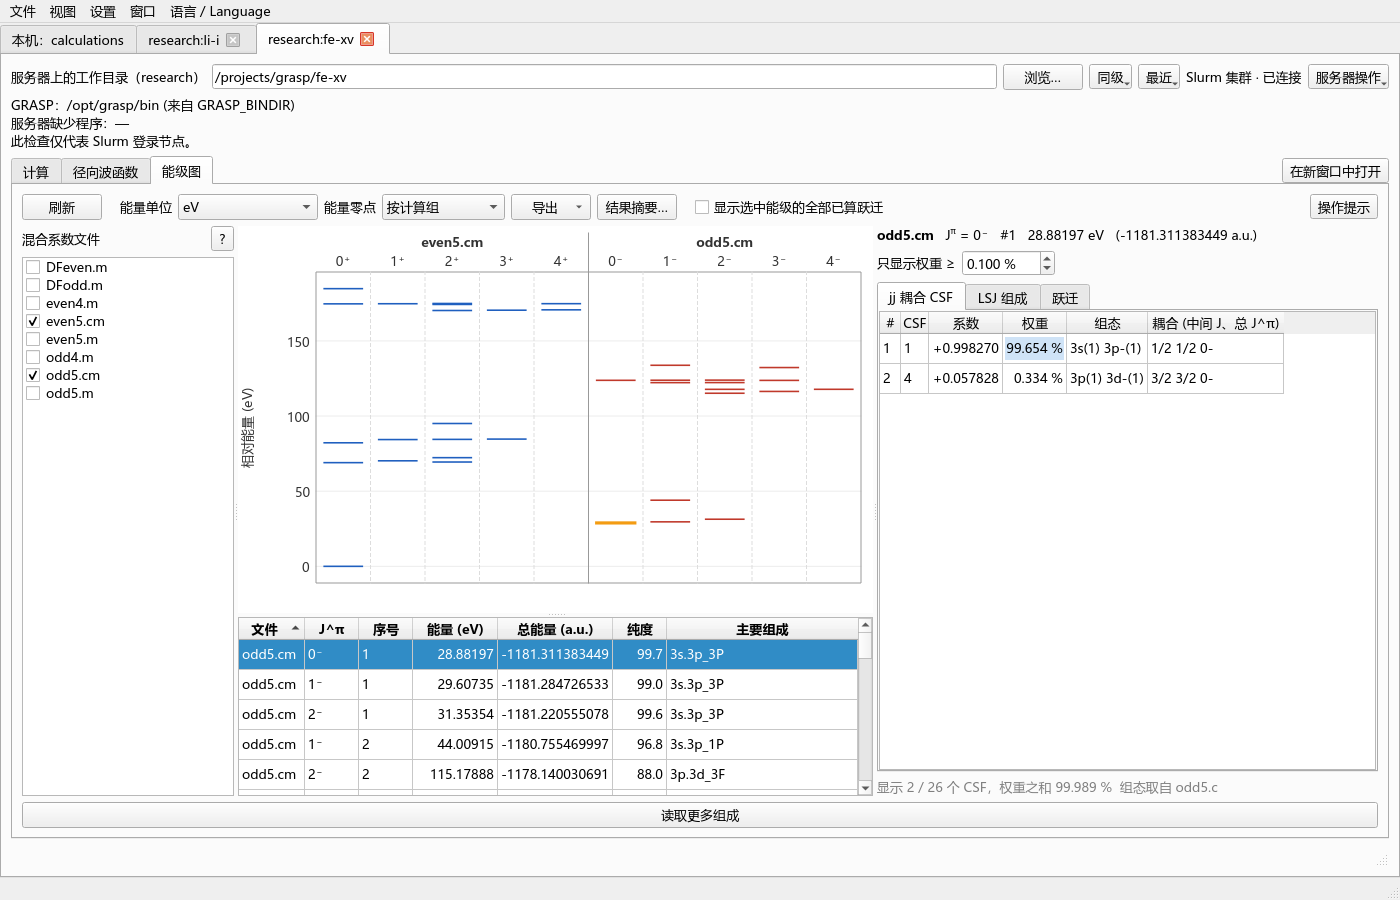 文件 视图 设置 窗口 语言 / Language
本机：calculations research:li-i research:fe-xv
服务器上的工作目录（research） /projects/grasp/fe-xv 浏览... 同级 最近 Slurm 集群 · 已连接 服务器操作
GRASP：/opt/grasp/bin (来自 GRASP_BINDIR)
服务器缺少程序：—
此检查仅代表 Slurm 登录节点。
计算 径向波函数 能级图 在新窗口中打开
刷新 能量单位 eV 能量零点 按计算组 导出 结果摘要... 显示选中能级的全部已算跃迁 操作提示
混合系数文件 ?
DFeven.m
DFodd.m
even4.m
even5.cm
even5.m
odd4.m
odd5.cm
odd5.m
even5.cm odd5.cm
0⁺ 1⁺ 2⁺ 3⁺ 4⁺ 0⁻ 1⁻ 2⁻ 3⁻ 4⁻
150
100
50
0
相对能量 (eV)
文件 J^π 序号 能量 (eV) 总能量 (a.u.) 纯度 主要组成
odd5.cm 0⁻ 1 28.88197 -1181.311383449 99.7 3s.3p_3P
odd5.cm 1⁻ 1 29.60735 -1181.284726533 99.0 3s.3p_3P
odd5.cm 2⁻ 1 31.35354 -1181.220555078 99.6 3s.3p_3P
odd5.cm 1⁻ 2 44.00915 -1180.755469997 96.8 3s.3p_1P
odd5.cm 2⁻ 2 115.17888 -1178.140030691 88.0 3p.3d_3F
odd5.cm Jπ = 0⁻ #1 28.88197 eV (-1181.311383449 a.u.)
只显示权重 ≥ 0.100 %
jj 耦合 CSF LSJ 组成 跃迁
# CSF 系数 权重 组态 耦合 (中间 J、总 J^π)
1 1 +0.998270 99.654 % 3s(1) 3p-(1) 1/2 1/2 0-
2 4 +0.057828 0.334 % 3p(1) 3d-(1) 3/2 3/2 0-
显示 2 / 26 个 CSF，权重之和 99.989 % 组态取自 odd5.c
读取更多组成